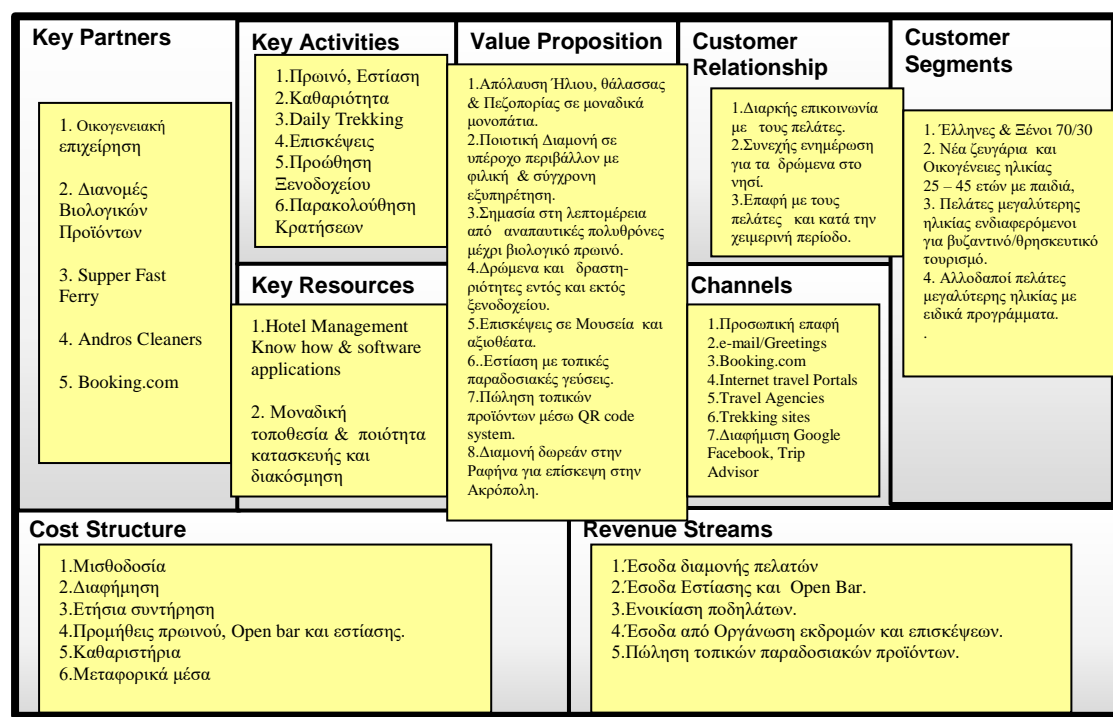 Key Partners
1. Οικογενειακή
επιχείρηση
2. Διανομές
Βιολογικών
Προϊόντων
3. Supper Fast
Ferry
4. Andros Cleaners
5. Booking.com
Key Activities
1.Πρωινό, Εστίαση
2.Καθαριότητα
3.Daily Trekking
4.Επισκέψεις
5.Προώθηση
Ξενοδοχείου
6.Παρακολούθηση
Κρατήσεων
Key Resources
1.Hotel Management
Know how & software
applications
2. Μοναδική
τοποθεσία & ποιότητα
κατασκευής και
διακόσμηση
Value Proposition
1.Απόλαυση Ήλιου, θάλασσας
& Πεζοπορίας σε μοναδικά
μονοπάτια.
2.Ποιοτική Διαμονή σε
υπέροχο περιβάλλον με
φιλική & σύγχρονη
εξυπηρέτηση.
3.Σημασία στη λεπτομέρεια
από αναπαυτικές πολυθρόνες
μέχρι βιολογικό πρωινό.
4.Δρώμενα και δραστη-
ριότητες εντός και εκτός
ξενοδοχείου.
5.Επισκέψεις σε Μουσεία και
αξιοθέατα.
6..Εστίαση με τοπικές
παραδοσιακές γεύσεις.
7.Πώληση τοπικών
προϊόντων μέσω QR code
system.
8.Διαμονή δωρεάν στην
Ραφήνα για επίσκεψη στην
Ακρόπολη.
Customer
Relationship
1.Διαρκής επικοινωνία
με τους πελάτες.
2.Συνεχής ενημέρωση
για τα δρώμενα στο
νησί.
3.Επαφή με τους
πελάτες και κατά την
χειμερινή περίοδο.
Channels
1.Προσωπική επαφή
2.e-mail/Greetings
3.Booking.com
4.Internet travel Portals
5.Travel Agencies
6.Trekking sites
7.Διαφήμιση Google
Facebook, Trip
Advisor
Customer
Segments
1. Έλληνες & Ξένοι 70/30
2. Νέα ζευγάρια και
Οικογένειες ηλικίας
25 – 45 ετών με παιδιά,
3. Πελάτες μεγαλύτερης
ηλικίας ενδιαφερόμενοι
για βυζαντινό/θρησκευτικό
τουρισμό.
4. Αλλοδαποί πελάτες
μεγαλύτερης ηλικίας με
ειδικά προγράμματα.
.
Cost Structure
1.Μισθοδοσία
2.Διαφήμηση
3.Ετήσια συντήρηση
4.Προμήθεις πρωινού, Open bar και εστίασης.
5.Καθαριστήρια
6.Μεταφορικά μέσα
Revenue Streams
1.Έσοδα διαμονής πελατών
2.Έσοδα Εστίασης και Open Bar.
3.Ενοικίαση ποδηλάτων.
4.Έσοδα από Οργάνωση εκδρομών και επισκέψεων.
5.Πώληση τοπικών παραδοσιακών προϊόντων.